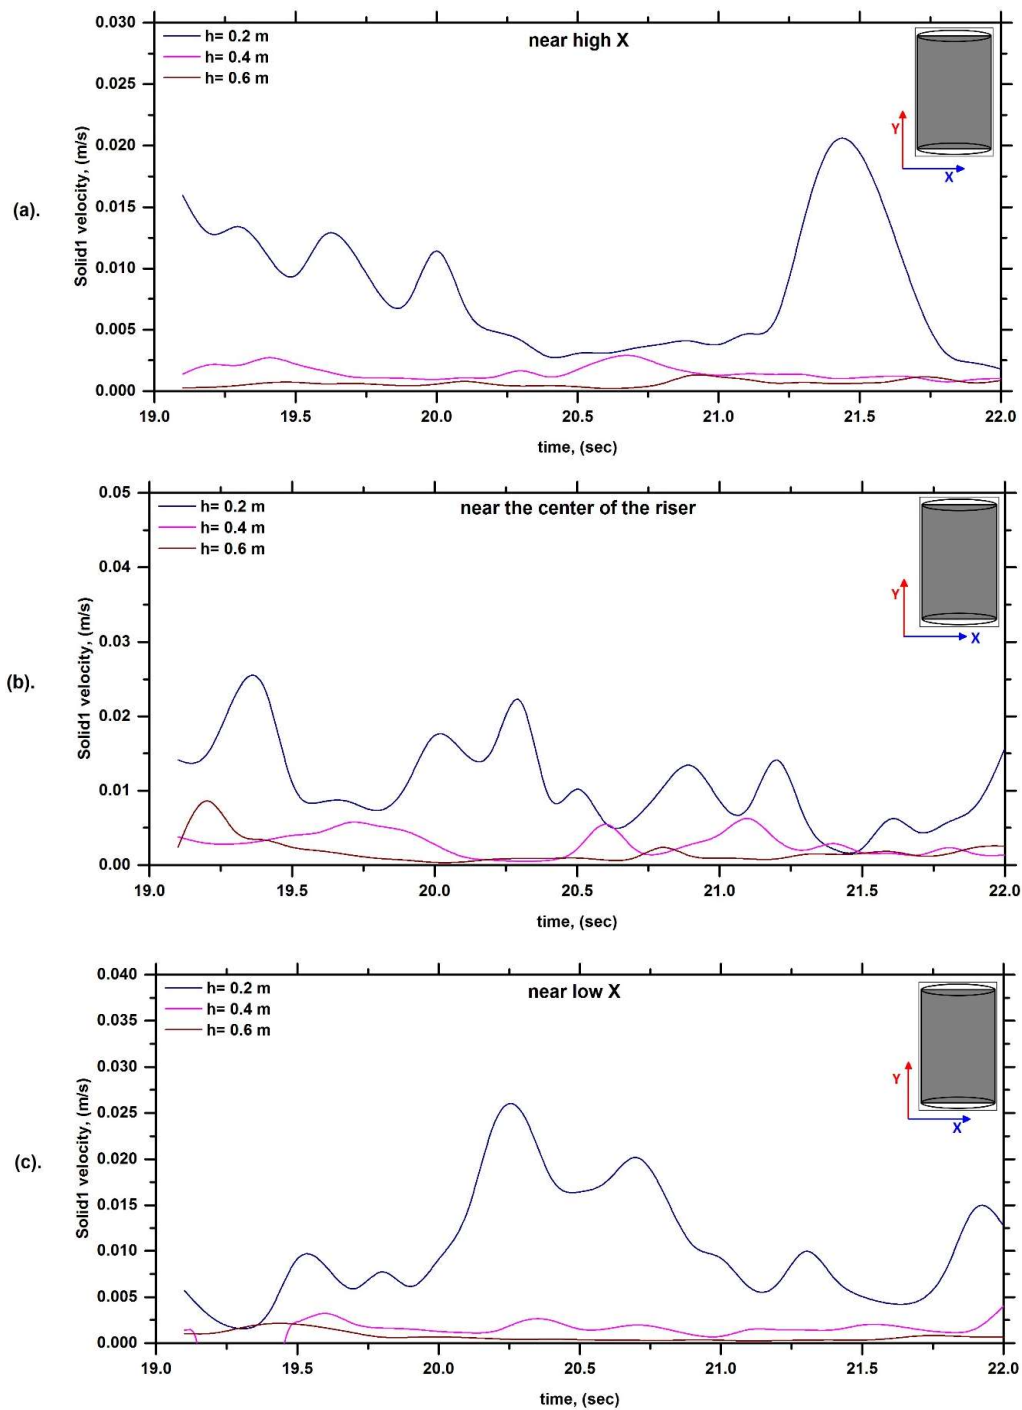 (a).
near high X
h= 0.2 m
h= 0.4 m
h= 0.6 m
Solid1 velocity, (m/s)
0.030
0.025
0.020
0.015
0.010
0.005
0.000
Y
X
19.0 19.5 20.0 20.5 21.0 21.5 22.0
time, (sec)
(b).
near the center of the riser
h= 0.2 m
h= 0.4 m
h= 0.6 m
Solid1 velocity, (m/s)
0.05
0.04
0.03
0.02
0.01
0.00
Y
X
19.0 19.5 20.0 20.5 21.0 21.5 22.0
time, (sec)
(c).
near low X
h= 0.2 m
h= 0.4 m
h= 0.6 m
Solid1 velocity, (m/s)
0.040
0.035
0.030
0.025
0.020
0.015
0.010
0.005
0.000
Y
X
19.0 19.5 20.0 20.5 21.0 21.5 22.0
time, (sec)